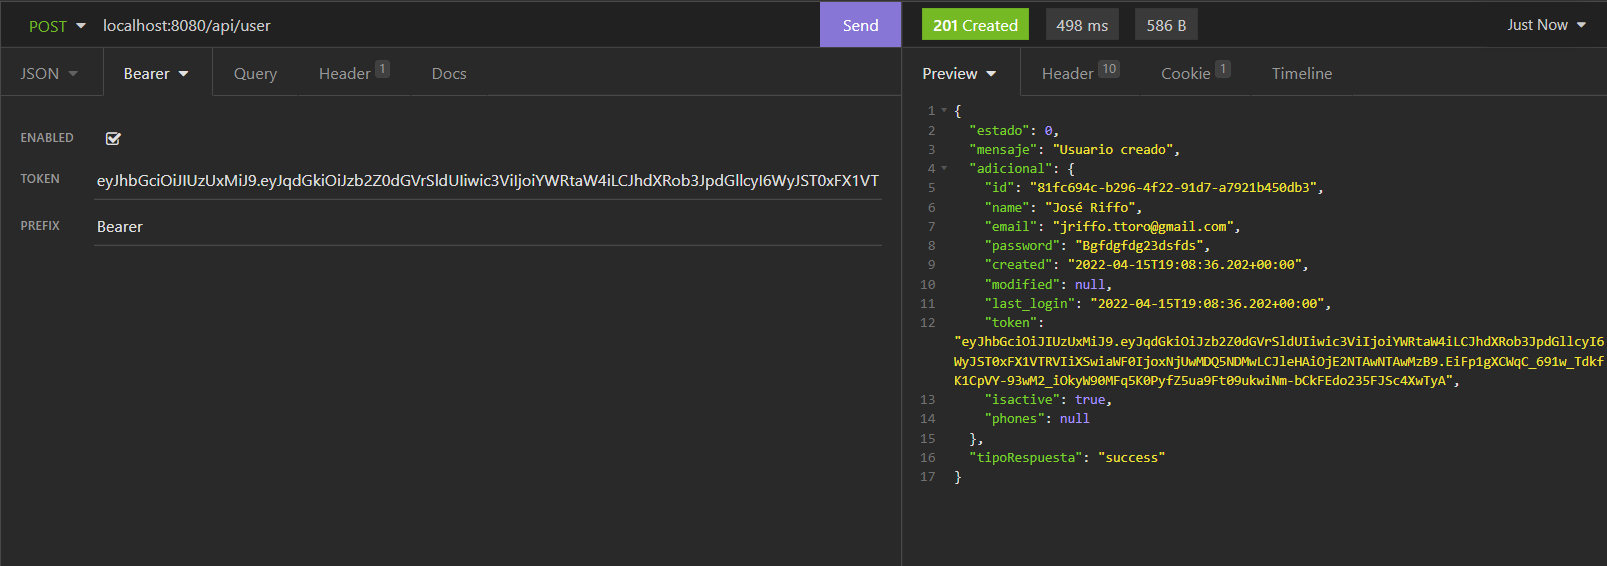 POST localhost:8080/api/user Send
JSON Bearer Query Header 1 Docs
ENABLED
TOKEN eyJhbGciOiJIUzUxMiJ9.eyJqdGkiOiJzb2Z0dGVrSldUIiwic3ViIjoiYWRtaW4iLCJhdXRob3JpdGllcyI6WyJST0xFX1VT
PREFIX Bearer
201 Created 498 ms 586 B Just Now
Preview Header 10 Cookie 1 Timeline
1 {
2 "estado": 0,
3 "mensaje": "Usuario creado",
4 "adicional": {
5 "id": "81fc694c-b296-4f22-91d7-a7921b450db3",
6 "name": "José Riffo",
7 "email": "jriffo.ttoro@gmail.com",
8 "password": "Bgfdgfdg23dsfds",
9 "created": "2022-04-15T19:08:36.202+00:00",
10 "modified": null,
11 "last_login": "2022-04-15T19:08:36.202+00:00",
12 "token":
"eyJhbGciOiJIUzUxMiJ9.eyJqdGkiOiJzb2Z0dGVrSldUIiwic3ViIjoiYWRtaW4iLCJhdXRob3JpdGllcyI6
WyJST0xFX1VTRVIiXSwiaWF0IjoxNjUwMDQ5NDMwLCJleHAiOjE2NTAwNTAwMzB9.EiFp1gXCWqC_691w_Tdkf
K1CpVY-93wM2_iOkyW90MFq5K0PyfZ5ua9Ft09ukwiNm-bCkFEdo235FJSc4XwTyA",
13 "isactive": true,
14 "phones": null
15 },
16 "tipoRespuesta": "success"
17 }